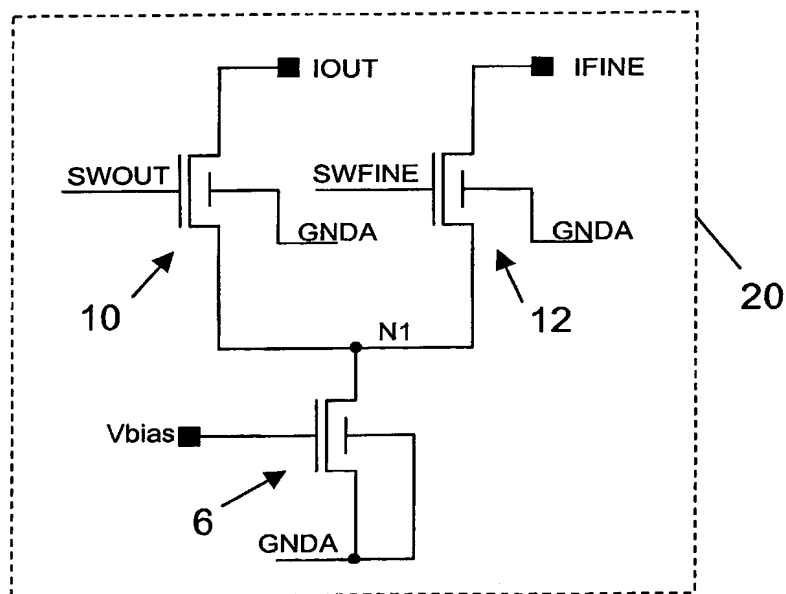 IOUT
IFINE
SWOUT
SWFINE
GNDA
GNDA
10
12
20
N1
Vbias
6
GNDA